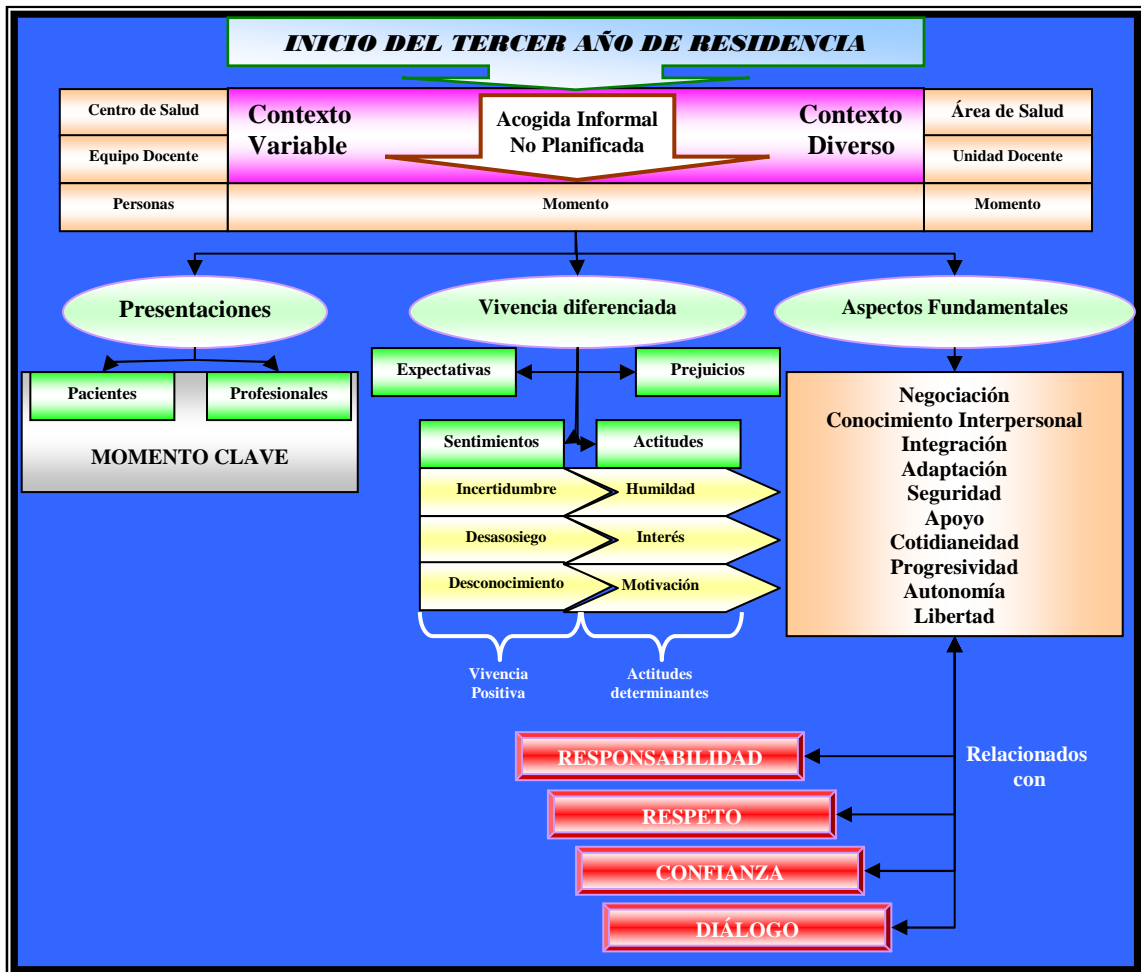 INICIO DEL TERCER AÑO DE RESIDENCIA
Centro de Salud
Equipo Docente
Personas
Contexto
Variable
Acogida Informal
No Planificada
Contexto
Diverso
Momento
Área de Salud
Unidad Docente
Momento
Presentaciones
Vivencia diferenciada
Aspectos Fundamentales
Pacientes
Profesionales
MOMENTO CLAVE
Expectativas
Prejuicios
Sentimientos
Actitudes
Incertidumbre
Humildad
Desasosiego
Interés
Desconocimiento
Motivación
Vivencia
Positiva
Actitudes
determinantes
Negociación
Conocimiento Interpersonal
Integración
Adaptación
Seguridad
Apoyo
Cotidianeidad
Progresividad
Autonomía
Libertad
Relacionados
con
RESPONSABILIDAD
RESPETO
CONFIANZA
DIÁLOGO